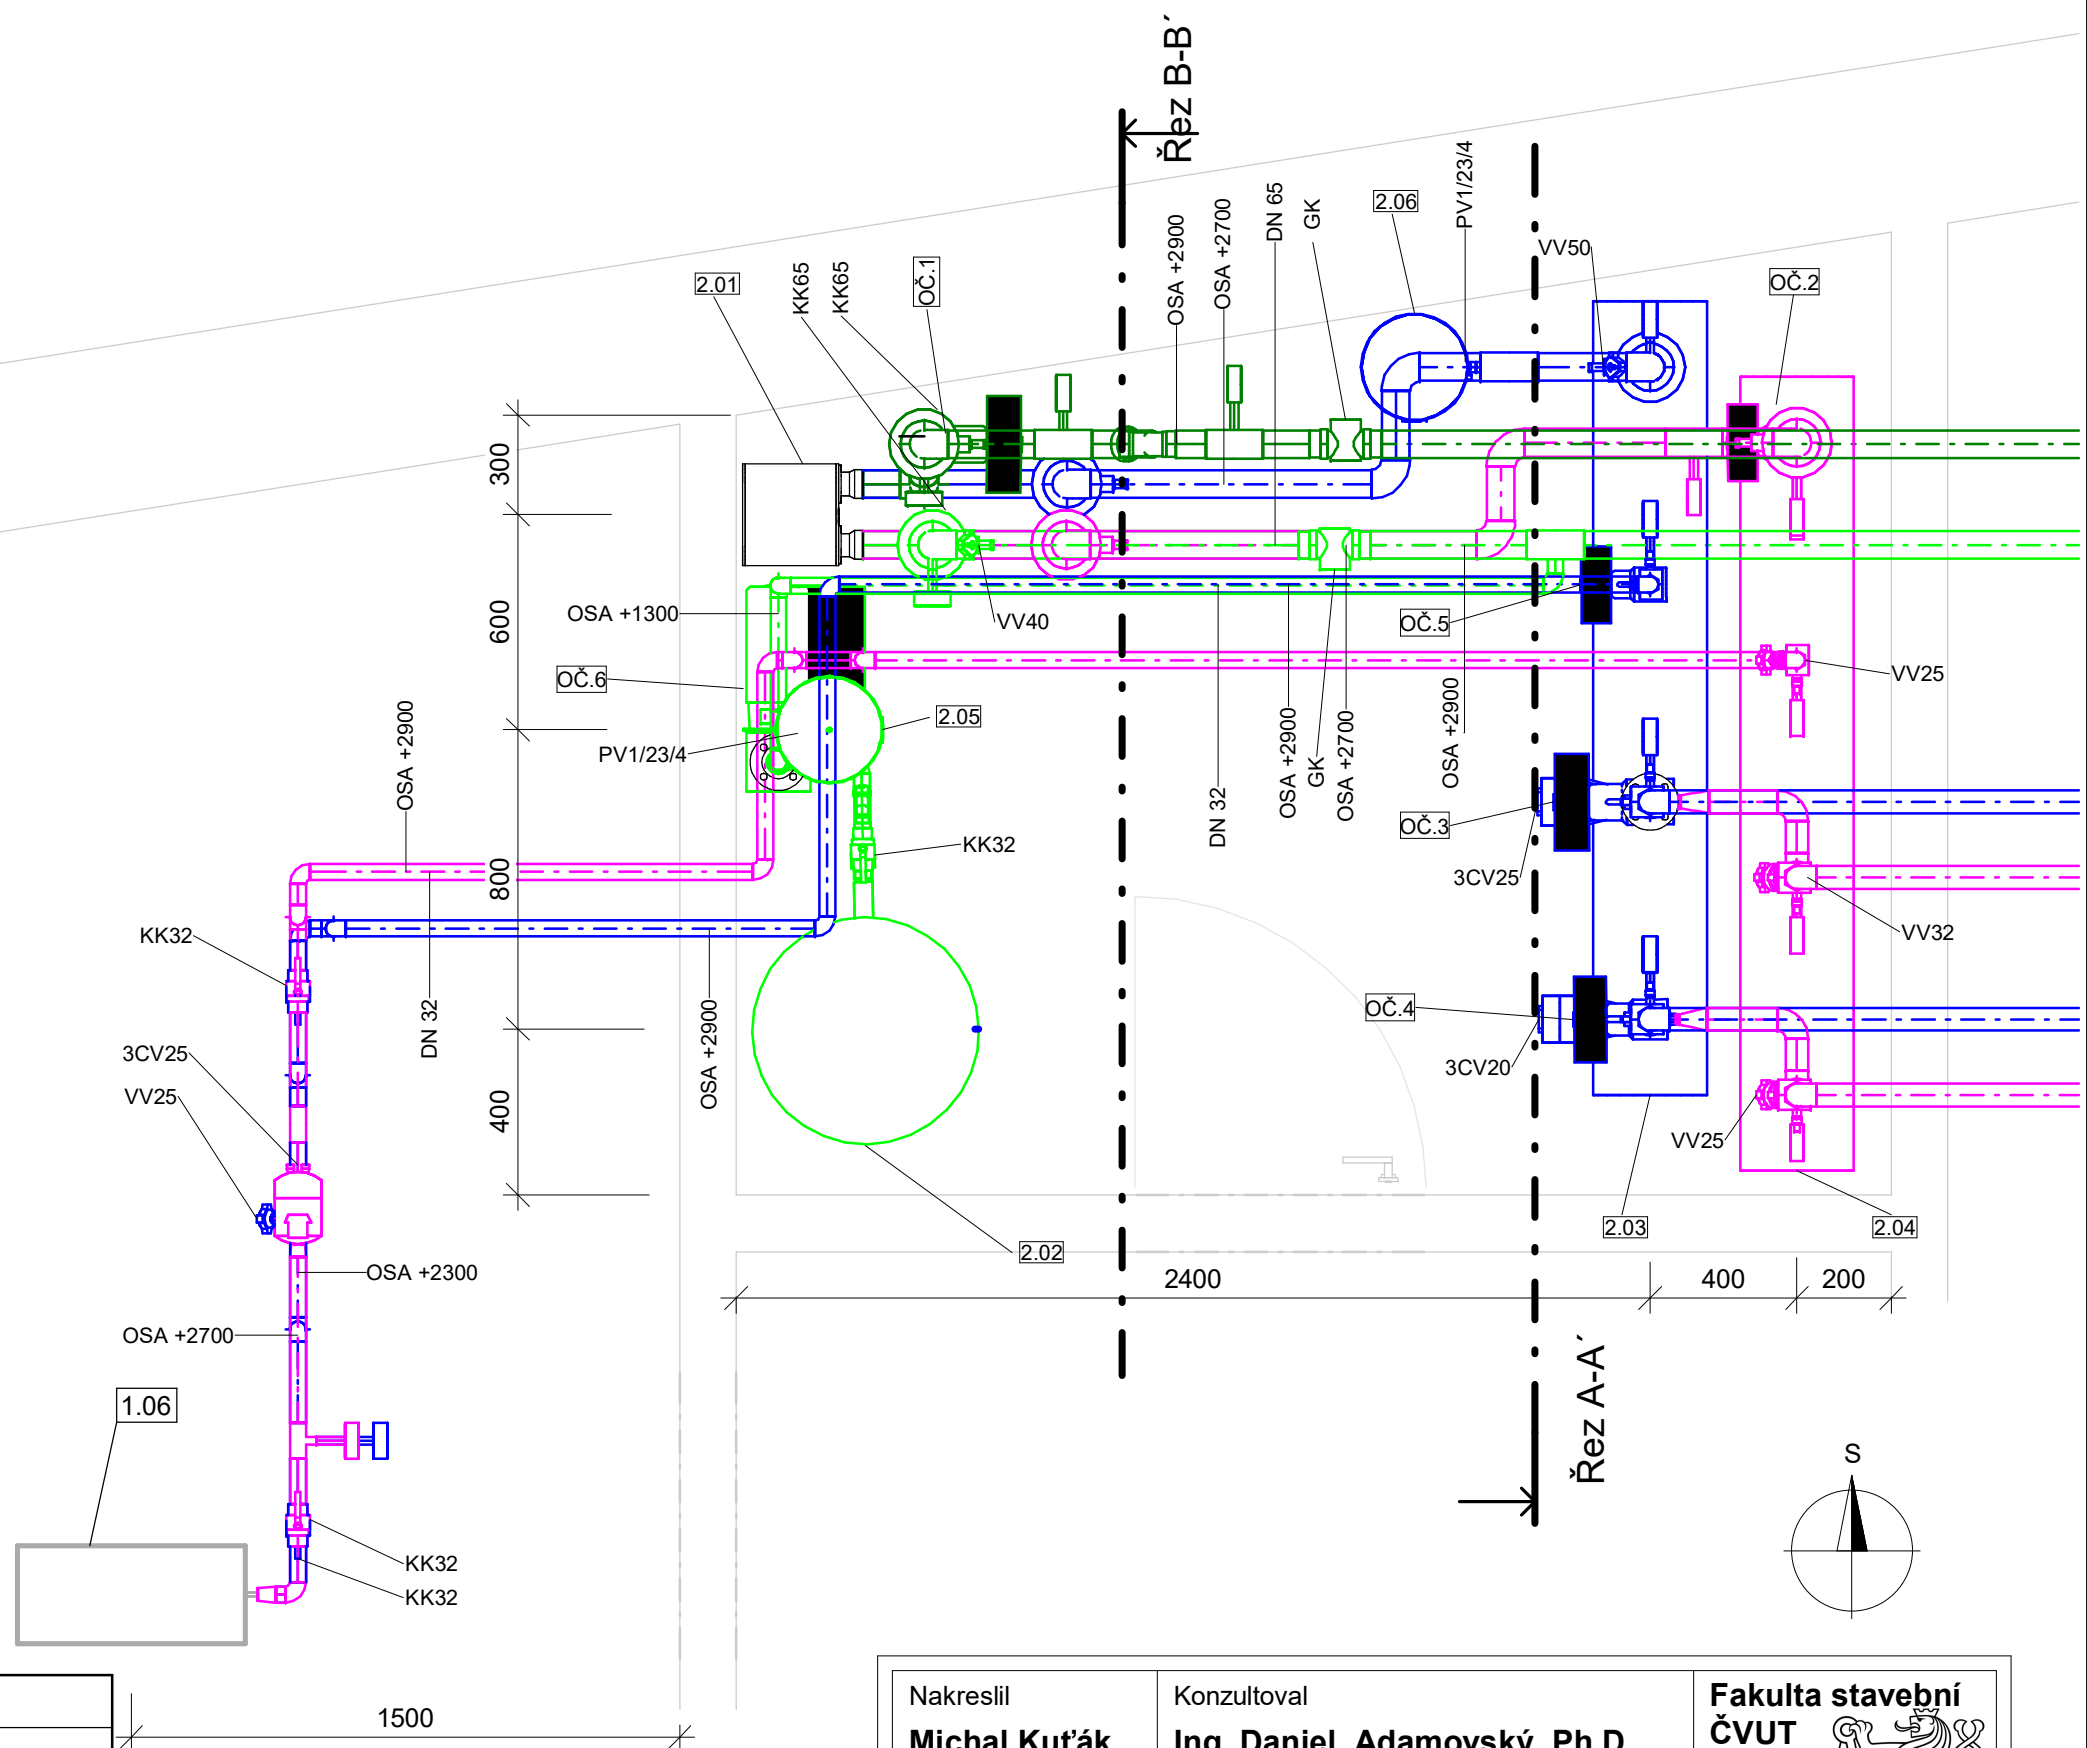 Řez B-B´
PV1/23/4
2.06
OSA +2900
OSA +2700
DN 65
GK
VV50
2.01
KK65
KK65
OČ.1
OČ.2
300
600
800
400
OSA +1300
VV40
OČ.5
OČ.6
VV25
2.05
PV1/23/4
OSA +2900
OSA +2900
GK
OSA +2700
OSA +2900
DN 32
OČ.3
KK32
3CV25
KK32
VV32
DN 32
OSA +2900
OČ.4
3CV25
3CV20
VV25
VV25
2.03
2.04
2.02
OSA +2300
2400
400
200
OSA +2700
1.06
Řez A-A´
S
KK32
KK32
1500
Nakreslil
Konzultoval
Fakulta stavební
ČVUT
Michal Kuťák
Ing. Daniel Adamovský, Ph.D.